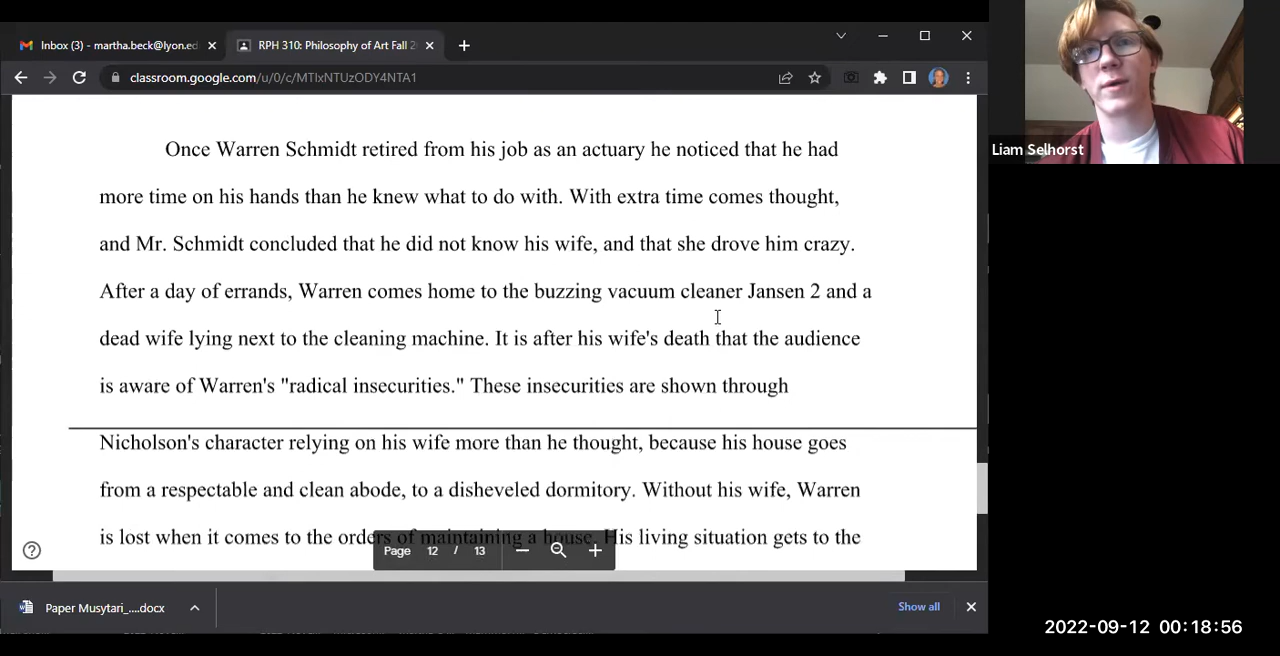 Inbox (3) - martha.beck@lyon.ed
RPH 310: Philosophy of Art Fall 2
classroom.google.com/u/0/c/MTIxNTUzODY4NTA1
Once Warren Schmidt retired from his job as an actuary he noticed that he had
more time on his hands than he knew what to do with. With extra time comes thought,
and Mr. Schmidt concluded that he did not know his wife, and that she drove him crazy.
After a day of errands, Warren comes home to the buzzing vacuum cleaner Jansen 2 and a
dead wife lying next to the cleaning machine. It is after his wife's death that the audience
is aware of Warren's "radical insecurities." These insecurities are shown through
Nicholson's character relying on his wife more than he thought, because his house goes
from a respectable and clean abode, to a disheveled dormitory. Without his wife, Warren
is lost when it comes to the orders of maintaining a house. His living situation gets to the
Page 12 / 13
Paper Musytari_....docx
Show all
Liam Selhorst
2022-09-12 00:18:56